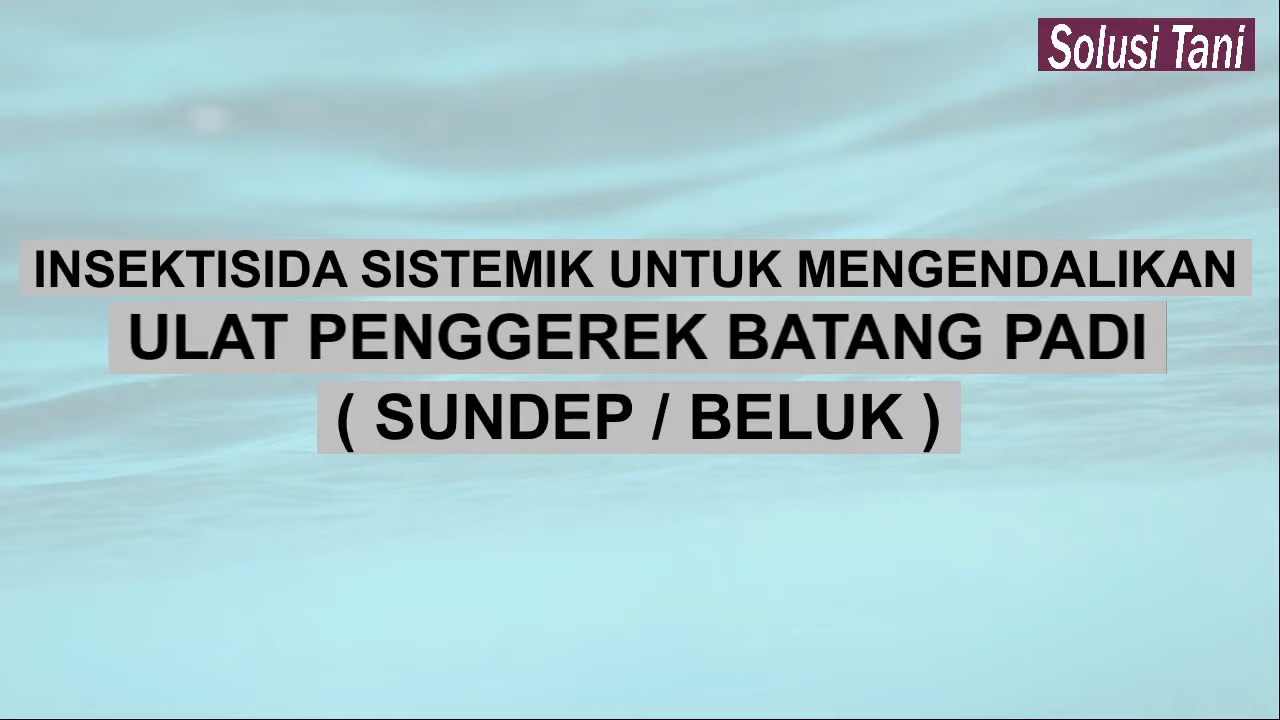 Solusi Tani
INSEKTISIDA SISTEMIK UNTUK MENGENDALIKAN
ULAT PENGGEREK BATANG PADI
( SUNDEP / BELUK )